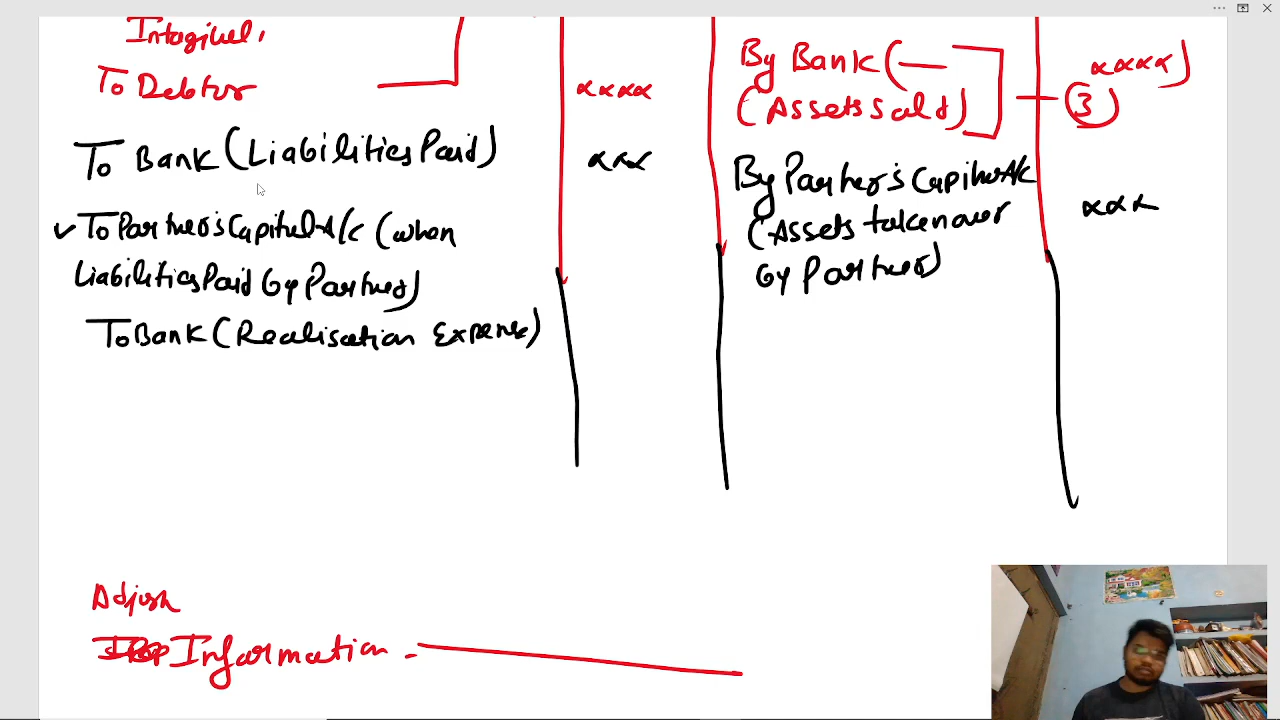 Intagibel,
To Debtor
xxxx
To Bank (Liabilities Paid)
xxx
To Partner's Capital A/c (when
Liabilities Paid by Partner)
To Bank (Realisation Expense)
By Bank (—
(Assets sold)
xxxx)
3
By Partner's Capital A/c
(Assets taken over
by Partner)
xxx
Adjus
Information -